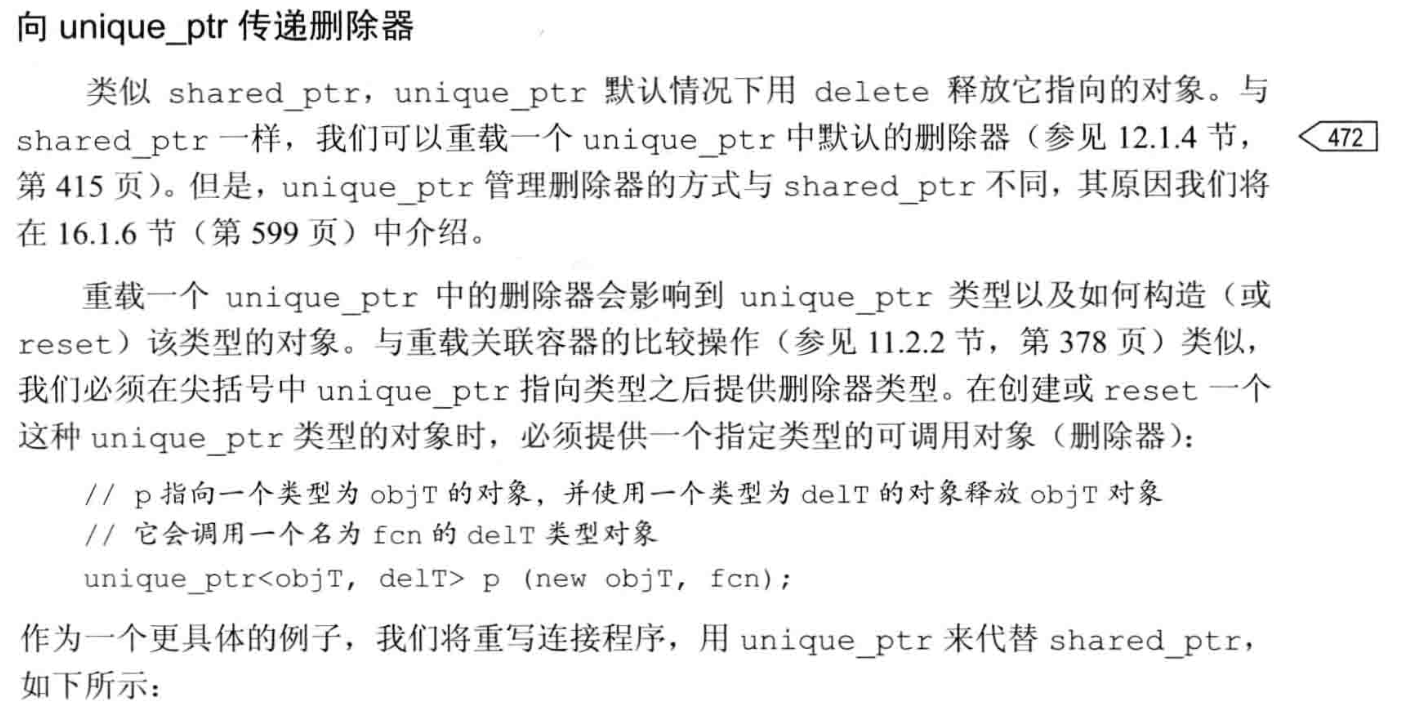 向 unique_ptr 传递删除器
类似 shared_ptr，unique_ptr 默认情况下用 delete 释放它指向的对象。与
shared_ptr 一样，我们可以重载一个 unique_ptr 中默认的删除器（参见 12.1.4 节，
472
第 415 页）。但是，unique_ptr 管理删除器的方式与 shared_ptr 不同，其原因我们将
在 16.1.6 节（第 599 页）中介绍。
重载一个 unique_ptr 中的删除器会影响到 unique_ptr 类型以及如何构造（或
reset）该类型的对象。与重载关联容器的比较操作（参见 11.2.2 节，第 378 页）类似，
我们必须在尖括号中 unique_ptr 指向类型之后提供删除器类型。在创建或 reset 一个
这种 unique_ptr 类型的对象时，必须提供一个指定类型的可调用对象（删除器）：
// p 指向一个类型为 objT 的对象，并使用一个类型为 delT 的对象释放 objT 对象
// 它会调用一个名为 fcn 的 delT 类型对象
unique_ptr<objT, delT> p (new objT, fcn);
作为一个更具体的例子，我们将重写连接程序，用 unique_ptr 来代替 shared_ptr，
如下所示：